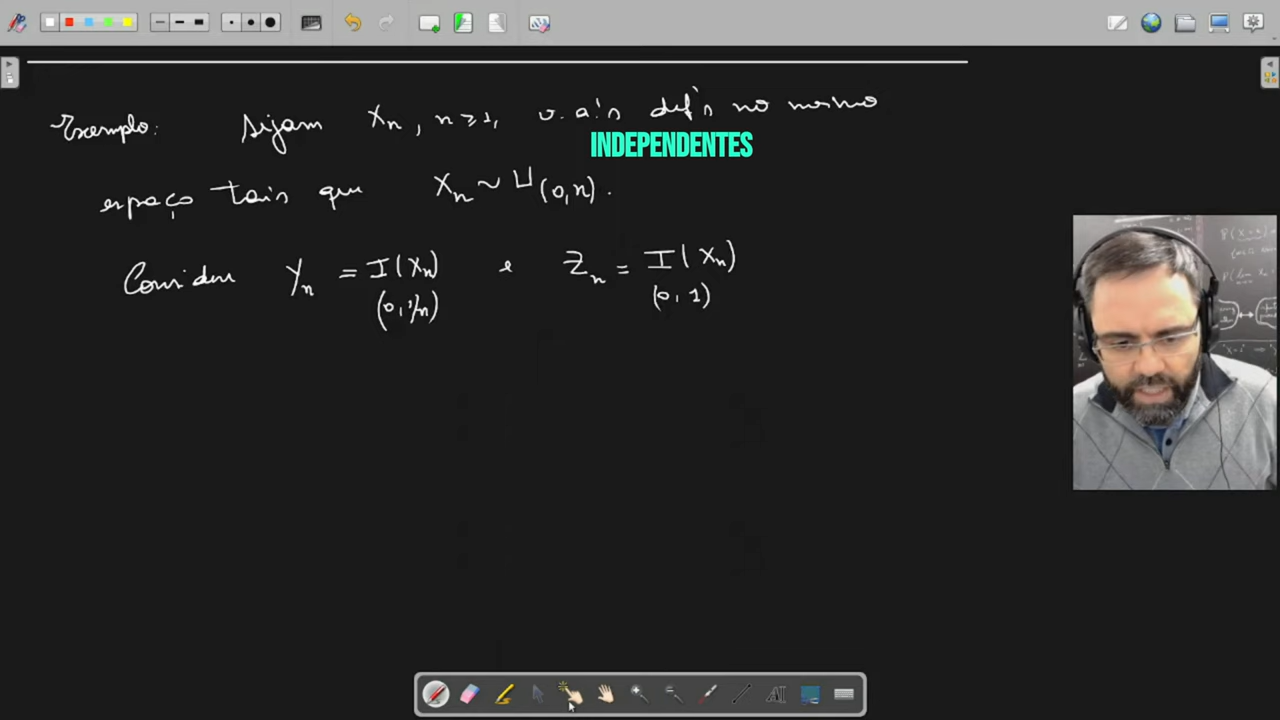 Exemplo: Sejam Xₙ, n ≥ 1, v.a.'s def's no mesmo
INDEPENDENTES
espaço tais que Xₙ ~ U(0,n).
Considere Yₙ = I(Xₙ) e Zₙ = I(Xₙ)
(0, 1/n) (0, 1)